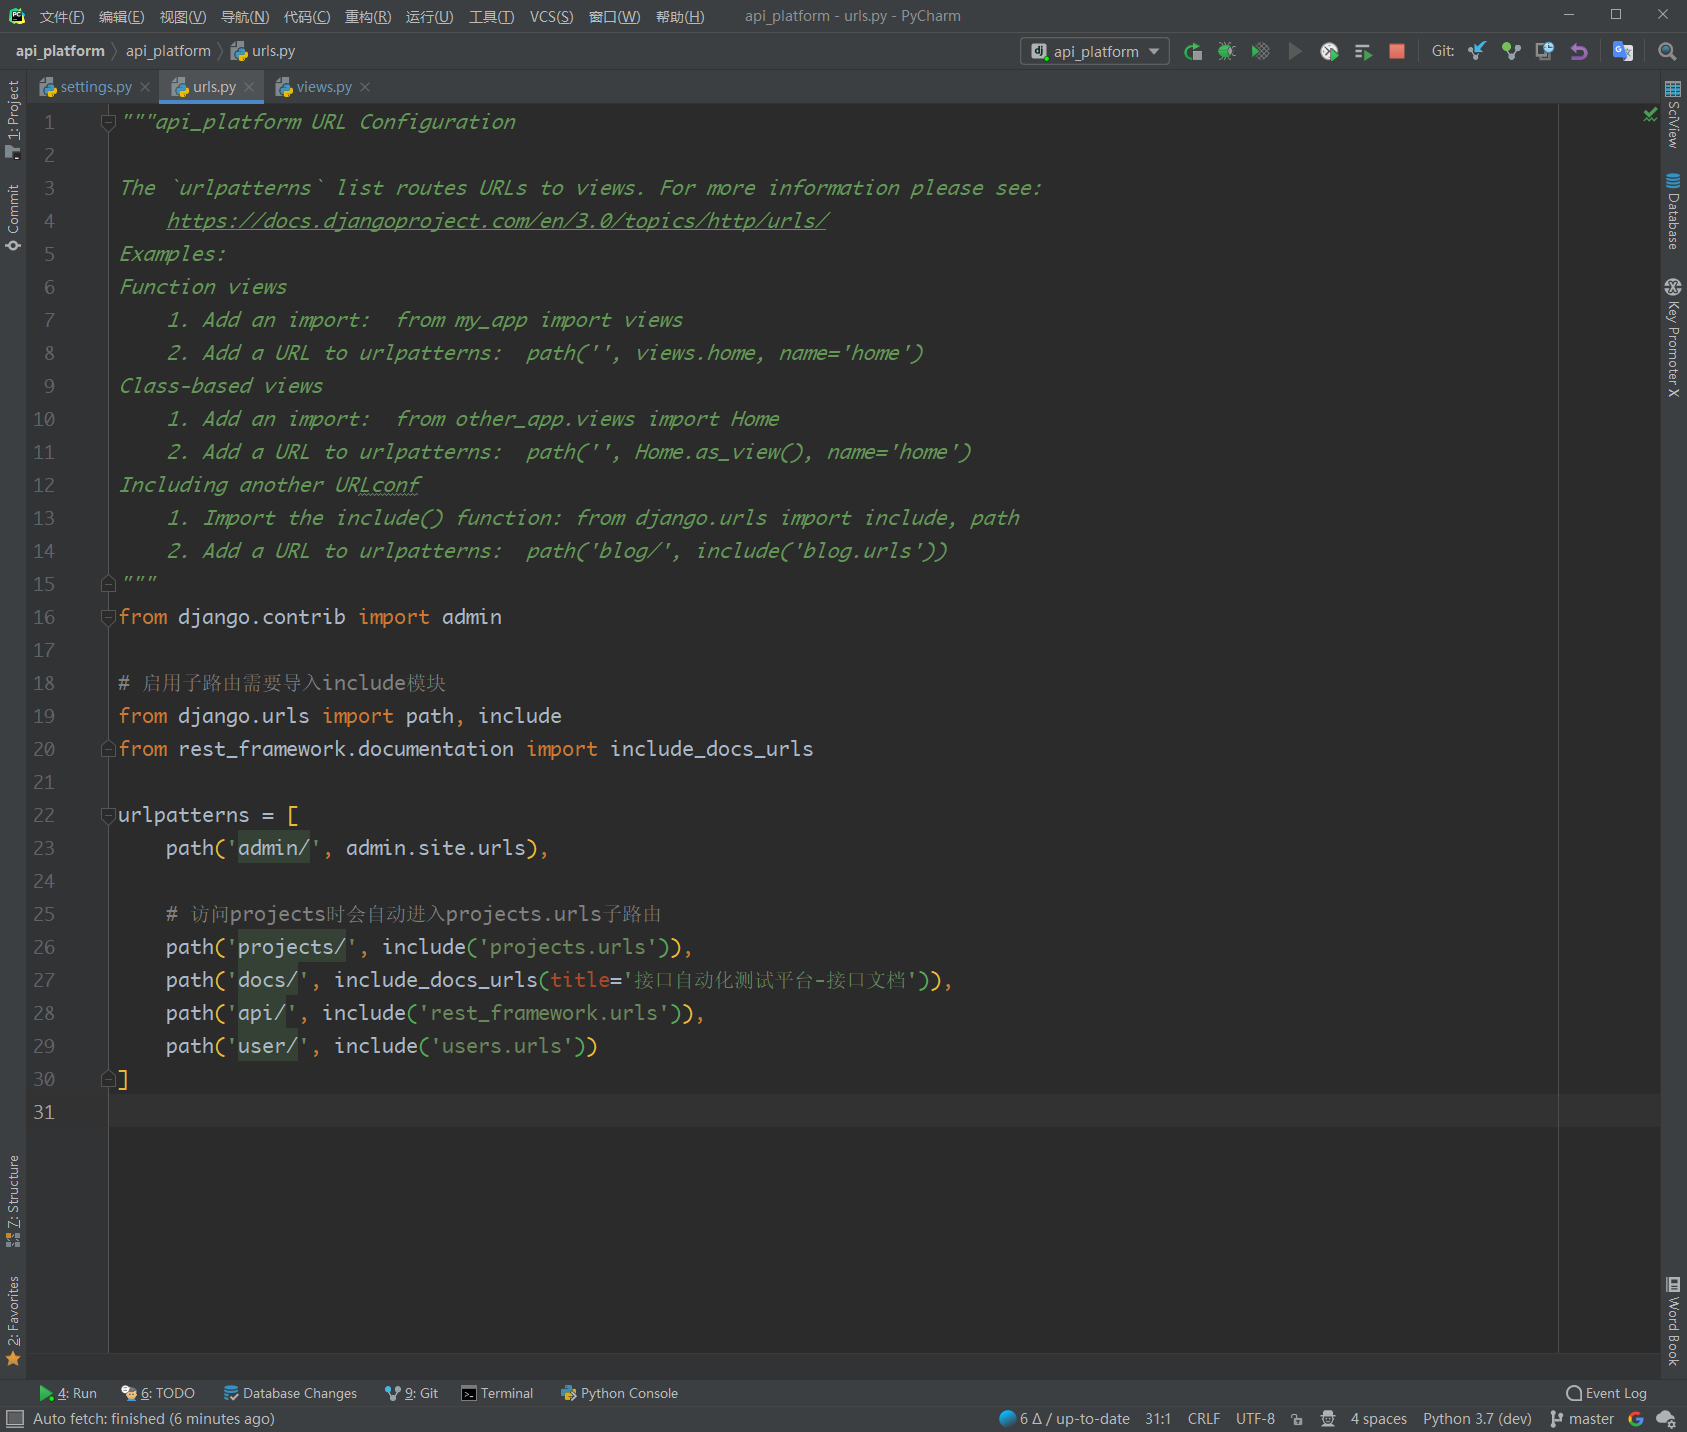 文件(F) 编辑(E) 视图(V) 导航(N) 代码(C) 重构(R) 运行(U) 工具(T) VCS(S) 窗口(W) 帮助(H) api_platform - urls.py - PyCharm
api_platform api_platform urls.py api_platform Git:
settings.py urls.py views.py
1 """api_platform URL Configuration
2
3 The `urlpatterns` list routes URLs to views. For more information please see:
4 https://docs.djangoproject.com/en/3.0/topics/http/urls/
5 Examples:
6 Function views
7 1. Add an import:  from my_app import views
8 2. Add a URL to urlpatterns:  path('', views.home, name='home')
9 Class-based views
10 1. Add an import:  from other_app.views import Home
11 2. Add a URL to urlpatterns:  path('', Home.as_view(), name='home')
12 Including another URLconf
13 1. Import the include() function: from django.urls import include, path
14 2. Add a URL to urlpatterns:  path('blog/', include('blog.urls'))
15 """
16 from django.contrib import admin
17
18 # 启用子路由需要导入include模块
19 from django.urls import path, include
20 from rest_framework.documentation import include_docs_urls
21
22 urlpatterns = [
23 path('admin/', admin.site.urls),
24
25 # 访问projects时会自动进入projects.urls子路由
26 path('projects/', include('projects.urls')),
27 path('docs/', include_docs_urls(title='接口自动化测试平台-接口文档')),
28 path('api/', include('rest_framework.urls')),
29 path('user/', include('users.urls'))
30 ]
31
1: Project
Commit
7: Structure
2: Favorites
SciView
Database
Key Promoter X
Word Book
4: Run 6: TODO Database Changes 9: Git Terminal Python Console Event Log
Auto fetch: finished (6 minutes ago) 6 Δ / up-to-date 31:1 CRLF UTF-8 4 spaces Python 3.7 (dev) master